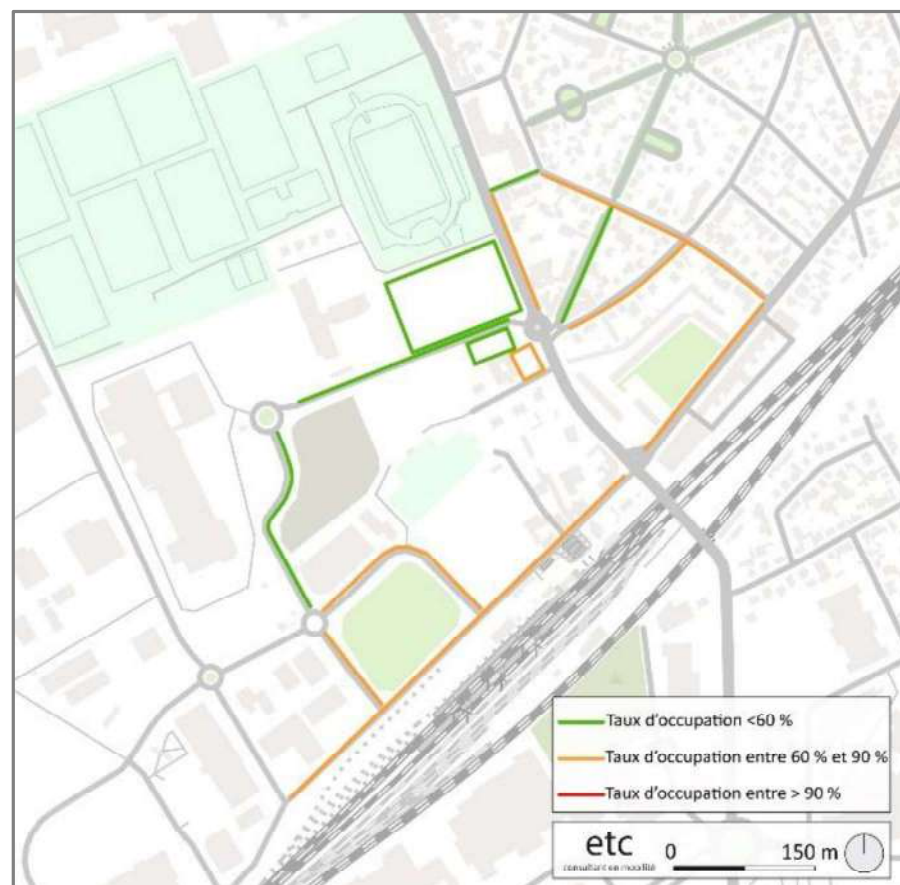 Taux d'occupation <60 %
Taux d'occupation entre 60 % et 90 %
Taux d'occupation entre > 90 %
etc
consultant en mobilité
0 150 m